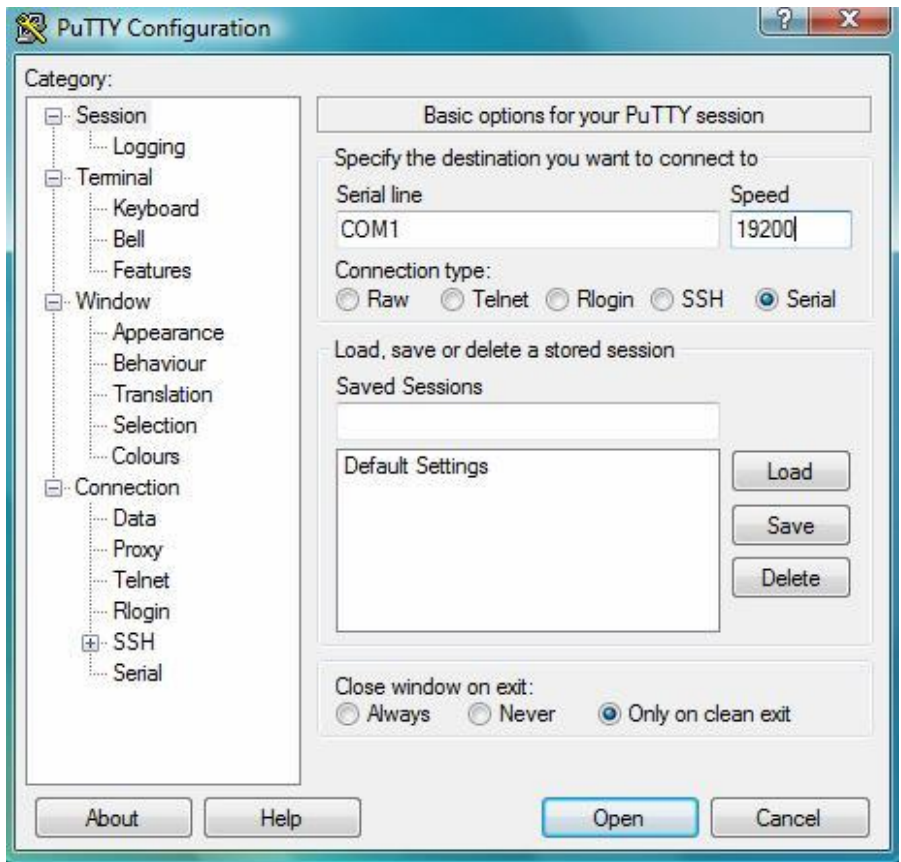 PuTTY Configuration
?
X
Category:
Session
Logging
Terminal
Keyboard
Bell
Features
Window
Appearance
Behaviour
Translation
Selection
Colours
Connection
Data
Proxy
Telnet
Rlogin
SSH
Serial
Basic options for your PuTTY session
Specify the destination you want to connect to
Serial line Speed
COM1 19200
Connection type:
Raw Telnet Rlogin SSH Serial
Load, save or delete a stored session
Saved Sessions
Default Settings
Load
Save
Delete
Close window on exit:
Always Never Only on clean exit
About Help Open Cancel